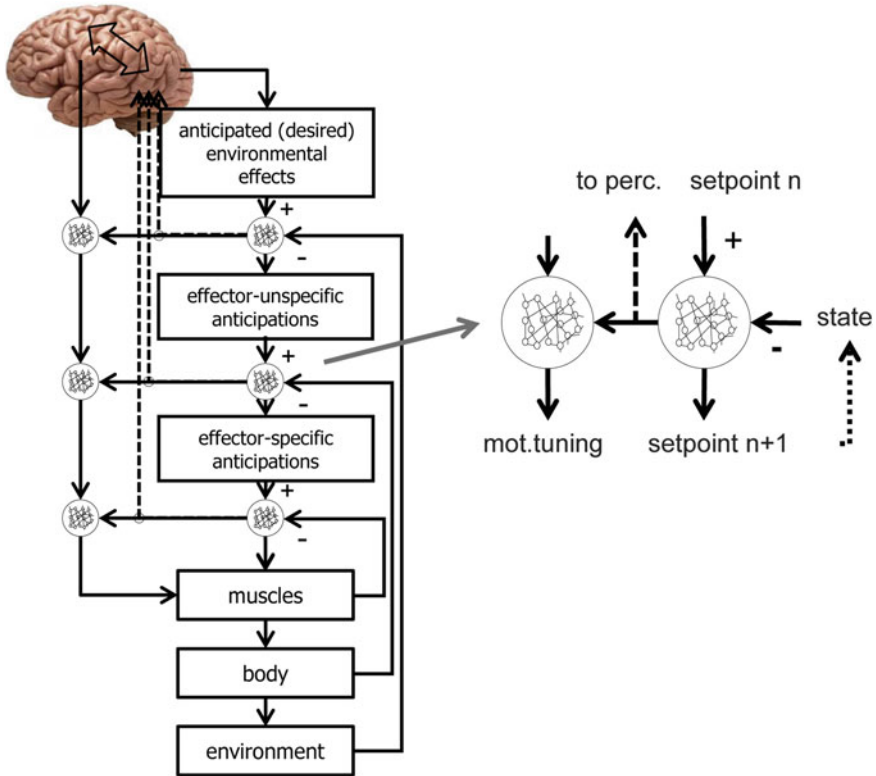 anticipated (desired)
environmental
effects
+
-
effector-unspecific
anticipations
+
-
effector-specific
anticipations
+
-
muscles
body
environment
to perc. setpoint n
+
state
-
mot.tuning setpoint n+1